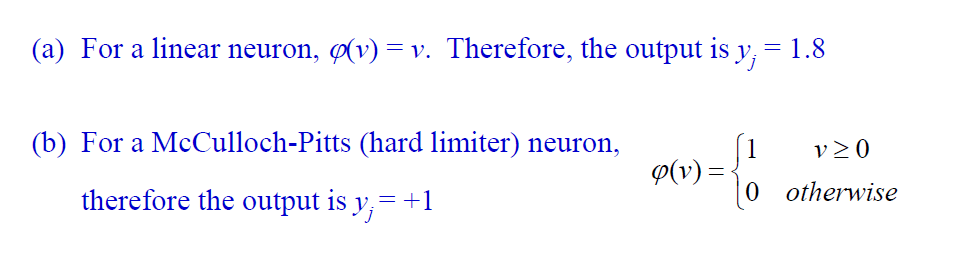 (a) For a linear neuron, φ(v) = v. Therefore, the output is yⱼ = 1.8
(b) For a McCulloch-Pitts (hard limiter) neuron,
φ(v) = { 1 v ≥ 0
0 otherwise
therefore the output is yⱼ = +1